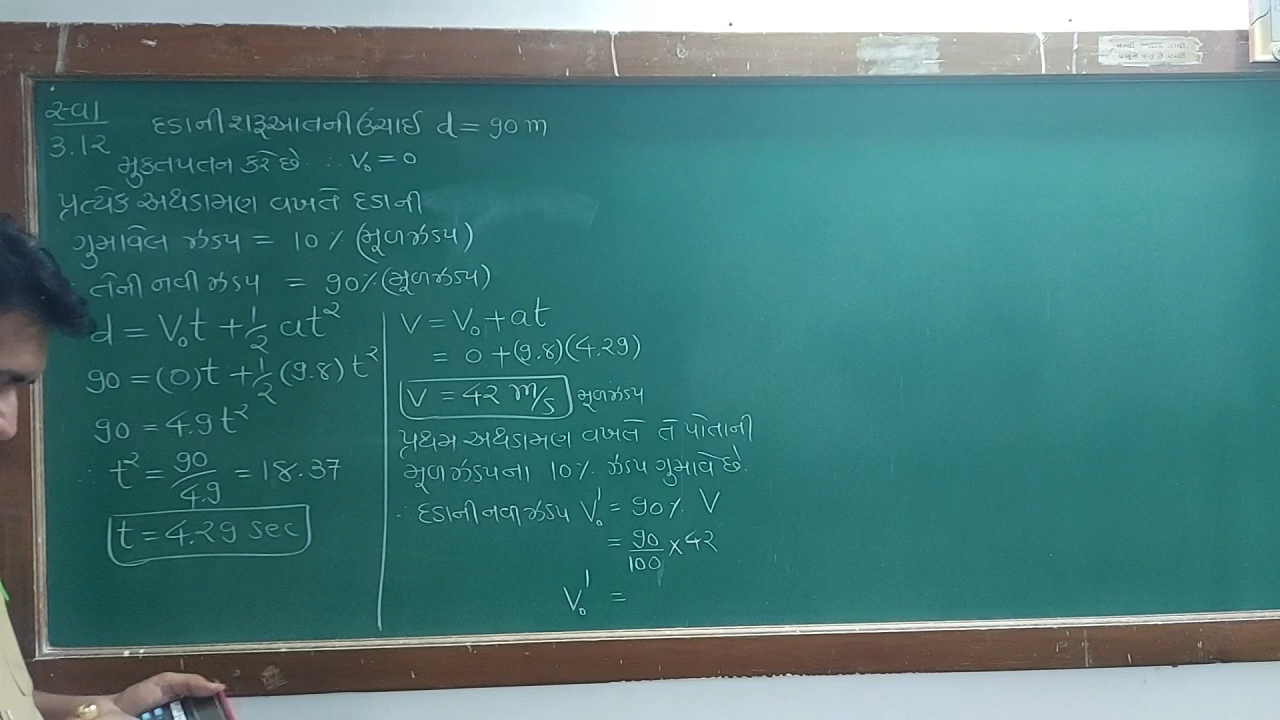 સ્વા
3.12
દડાની શરૂઆતની ઉંચાઈ d = 90 m
મુક્તપતન કરે છે ∴ V₀ = 0
પ્રત્યેક અથડામણ વખતે દડાની
ગુમાવેલ ઝડપ = 10 % (મૂળઝડપ)
તેની નવી ઝડપ = 90% (મૂળઝડપ)
d = V₀t + 1/2 at²
90 = (0)t + 1/2 (9.8) t²
90 = 4.9t²
∴ t² = 90/4.9 = 18.37
t = 4.29 sec
V = V₀ + at
= 0 + (9.8)(4.29)
V = 42 m/s મૂળઝડપ
પ્રથમ અથડામણ વખતે તે પોતાની
મૂળઝડપના 10% ઝડપ ગુમાવે છે.
∴ દડાની નવી ઝડપ V₀' = 90% V
= 90/100 × 42
V₀' =